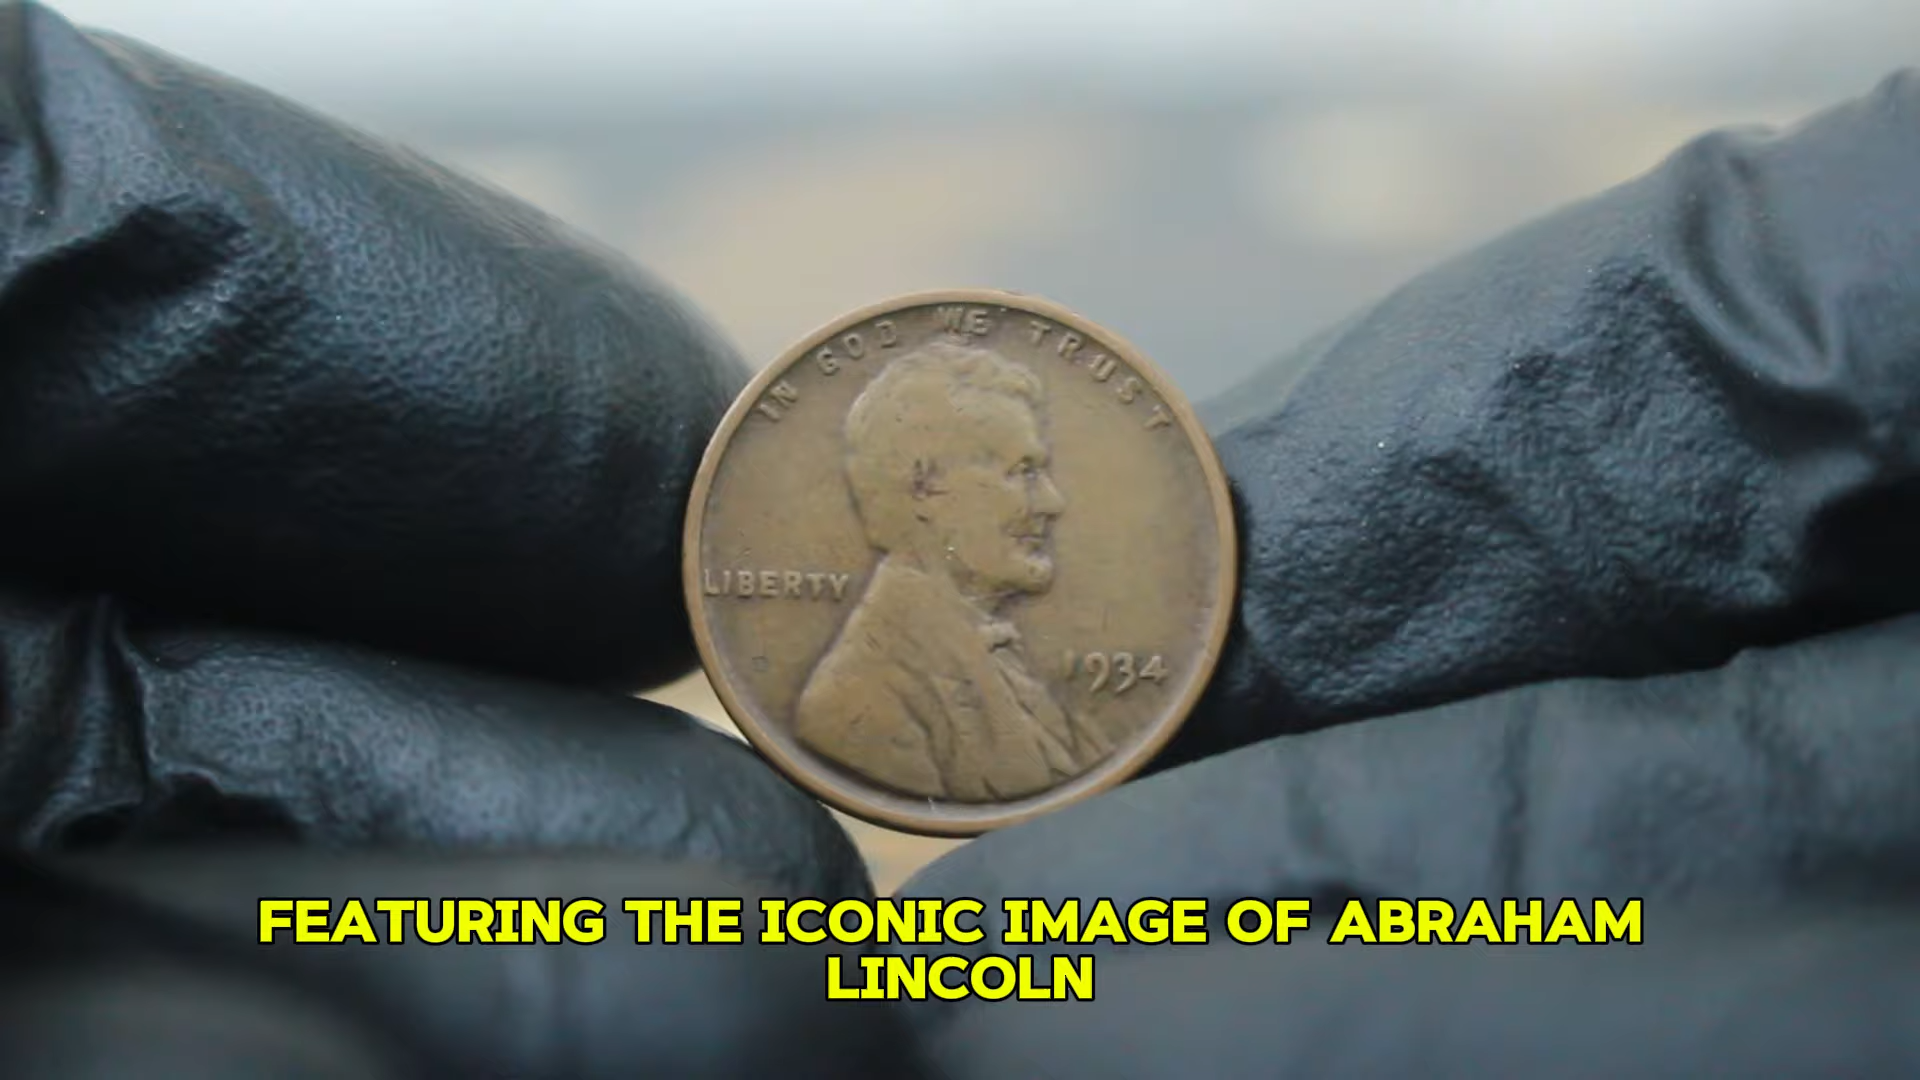 IN GOD WE TRUST
LIBERTY
1934
FEATURING THE ICONIC IMAGE OF ABRAHAM
LINCOLN